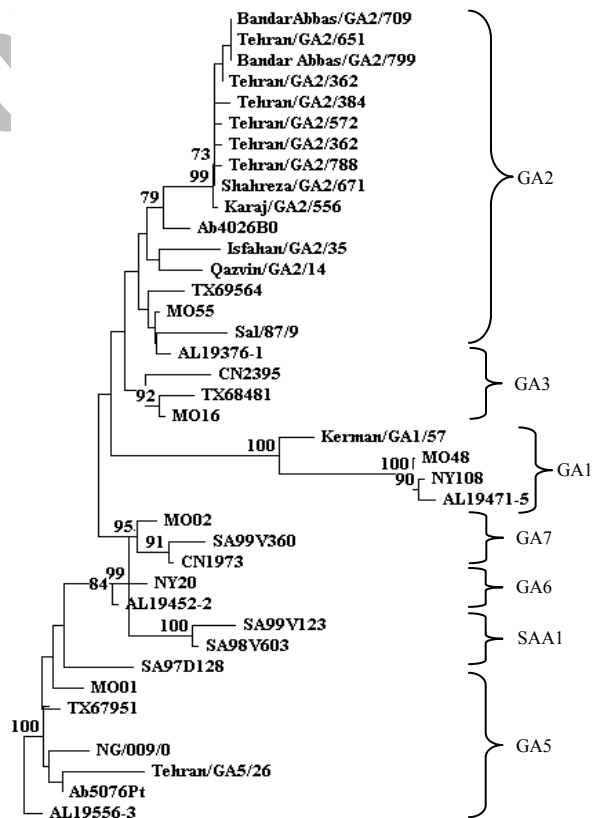 BandarAbbas/GA2/709
Tehran/GA2/651
Bandar Abbas/GA2/799
Tehran/GA2/362
Tehran/GA2/384
Tehran/GA2/572
Tehran/GA2/362
73
Tehran/GA2/788
99
Shahreza/GA2/671
GA2
79
Karaj/GA2/556
Ab4026B0
Isfahan/GA2/35
Qazvin/GA2/14
TX69564
MO55
Sal/87/9
AL19376-1
CN2395
GA3
92
TX68481
MO16
Kerman/GA1/57
100
MO48
100
GA1
90
NY108
AL19471-5
MO02
95
SA99V360
GA7
91
CN1973
99
NY20
84
GA6
AL19452-2
SA99V123
100
SAA1
SA98V603
SA97D128
MO01
TX67951
100
NG/009/0
GA5
Tehran/GA5/26
Ab5076Pt
AL19556-3